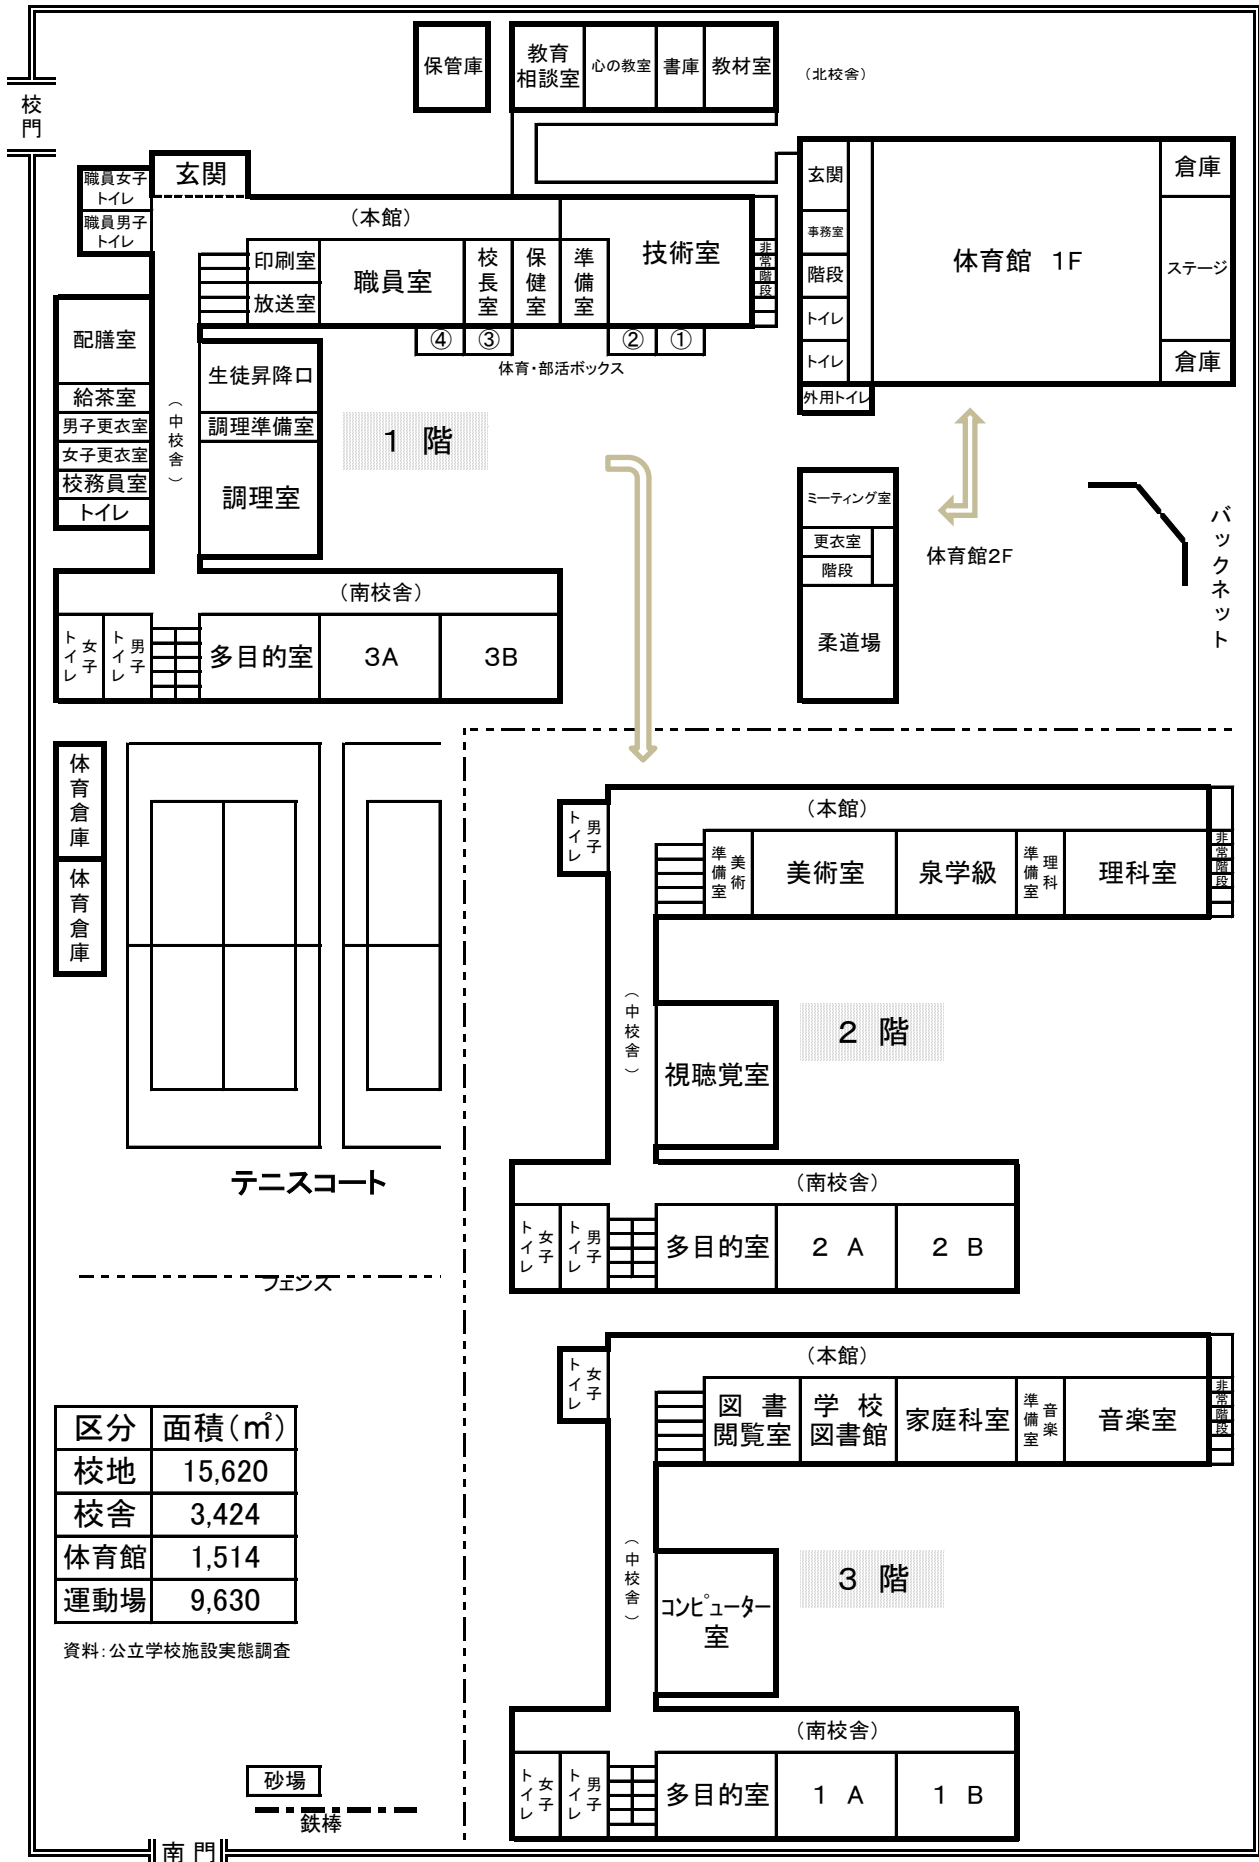 保管庫
教育
相談室
心の教室
書庫
教材室
(北校舎)
校門
職員女子
トイレ
職員男子
トイレ
玄関
(本館)
印刷室
放送室
職員室
校長室
保健室
準備室
技術室
非常階段
④
③
②
①
体育・部活ボックス
玄関
事務室
階段
トイレ
トイレ
外用トイレ
体育館 1F
倉庫
ステージ
倉庫
配膳室
給茶室
男子更衣室
女子更衣室
校務員室
トイレ
(中校舎)
生徒昇降口
調理準備室
調理室
1 階
ミーティング室
更衣室
階段
柔道場
体育館2F
バックネット
(南校舎)
女子
トイレ
男子
トイレ
多目的室
3A
3B
体育倉庫
体育倉庫
テニスコート
フェンス
男子
トイレ
(本館)
美術
準備室
美術室
泉学級
理科
準備室
理科室
非常階段
(中校舎)
視聴覚室
2 階
(南校舎)
女子
トイレ
男子
トイレ
多目的室
2 A
2 B
女子
トイレ
(本館)
図 書
閲覧室
学 校
図書館
家庭科室
音楽
準備室
音楽室
非常階段
(中校舎)
コンピューター
室
3 階
(南校舎)
女子
トイレ
男子
トイレ
多目的室
1 A
1 B
区分 面積(㎡)
校地 15,620
校舎 3,424
体育館 1,514
運動場 9,630
資料:公立学校施設実態調査
砂場
鉄棒
南門